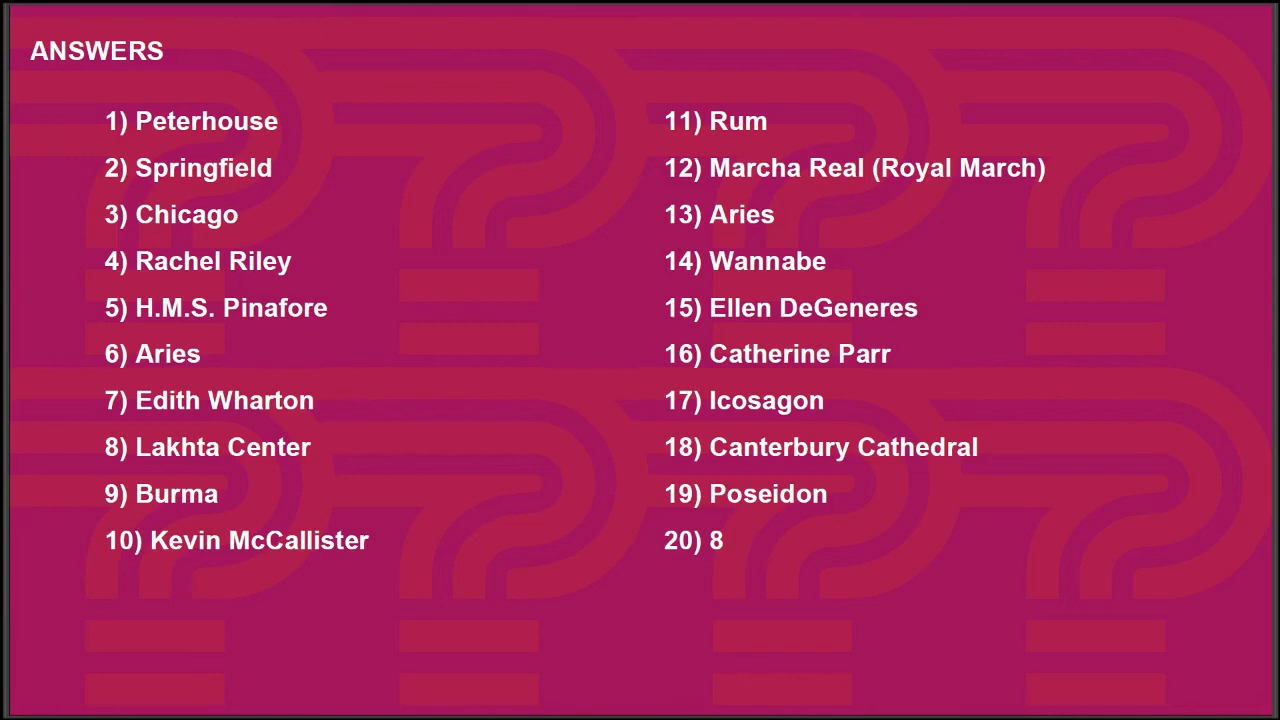 ANSWERS
1) Peterhouse
2) Springfield
3) Chicago
4) Rachel Riley
5) H.M.S. Pinafore
6) Aries
7) Edith Wharton
8) Lakhta Center
9) Burma
10) Kevin McCallister
11) Rum
12) Marcha Real (Royal March)
13) Aries
14) Wannabe
15) Ellen DeGeneres
16) Catherine Parr
17) Icosagon
18) Canterbury Cathedral
19) Poseidon
20) 8